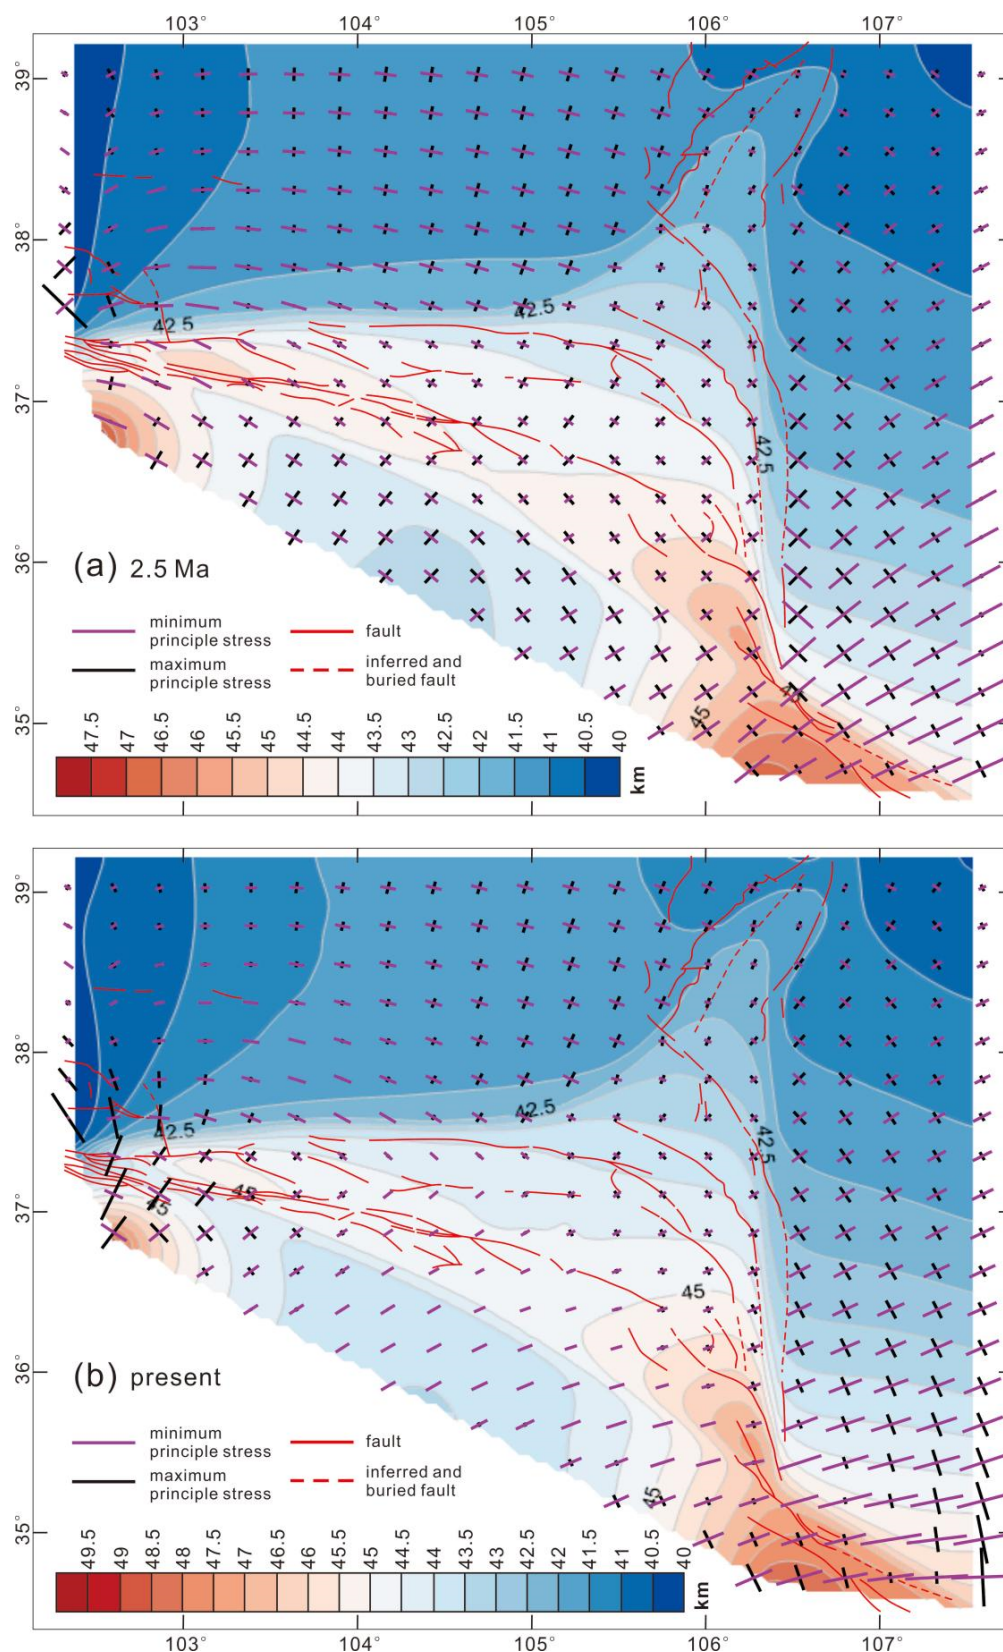 103° 104° 105° 106° 107°
39°
38°
37°
36°
35°
42.5
42.5
42.5
45
45
(a) 2.5 Ma
minimum principle stress
fault
maximum principle stress
inferred and buried fault
47.5 47 46.5 46 45.5 45 44.5 44 43.5 43 42.5 42 41.5 41 40.5 40 km
39°
38°
37°
36°
35°
42.5
42.5
42.5
45
45
45
45
(b) present
minimum principle stress
fault
maximum principle stress
inferred and buried fault
49.5 49 48.5 48 47.5 47 46.5 46 45.5 45 44.5 44 43.5 43 42.5 42 41.5 41 40.5 40 km
103° 104° 105° 106° 107°